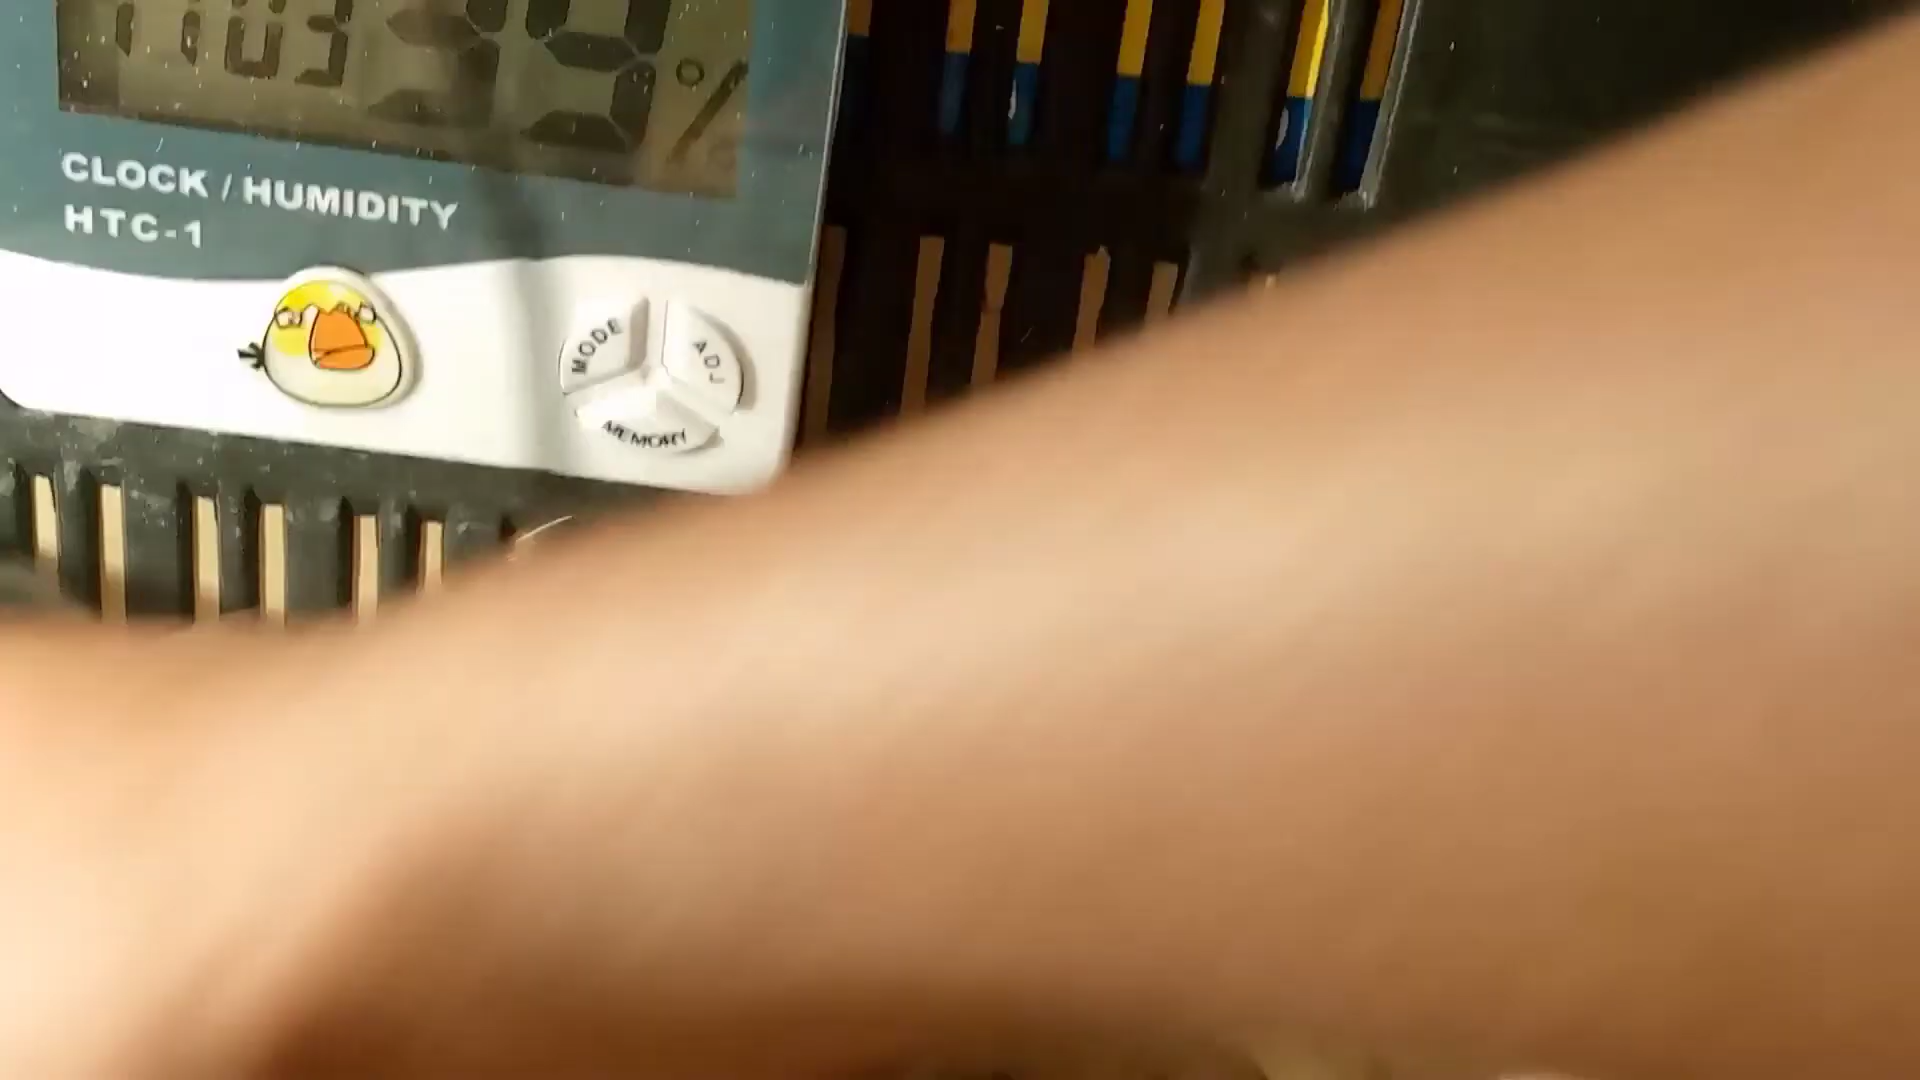 %
CLOCK / HUMIDITY
HTC-1
MODE
ADJ
MEMORY